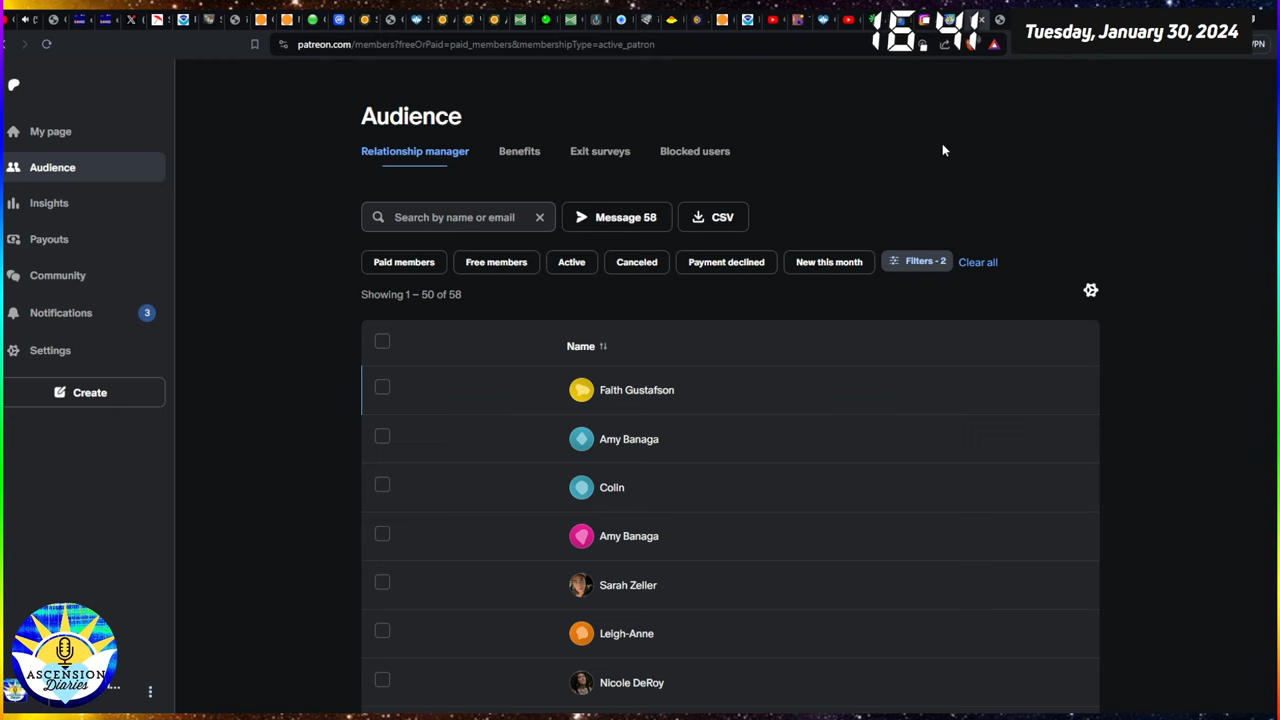 16:41
Tuesday, January 30, 2024
patreon.com/members?freeOrPaid=paid_members&membershipType=active_patron
VPN
Audience
My page
Relationship manager
Benefits
Exit surveys
Blocked users
Audience
Insights
Search by name or email
Message 58
CSV
Payouts
Paid members
Free members
Active
Canceled
Payment declined
New this month
Filters - 2
Clear all
Community
Showing 1 – 50 of 58
Notifications
3
Settings
Name
Create
Faith Gustafson
Amy Banaga
Colin
Amy Banaga
Sarah Zeller
Leigh-Anne
Nicole DeRoy
ASCENSION
Diaries
...